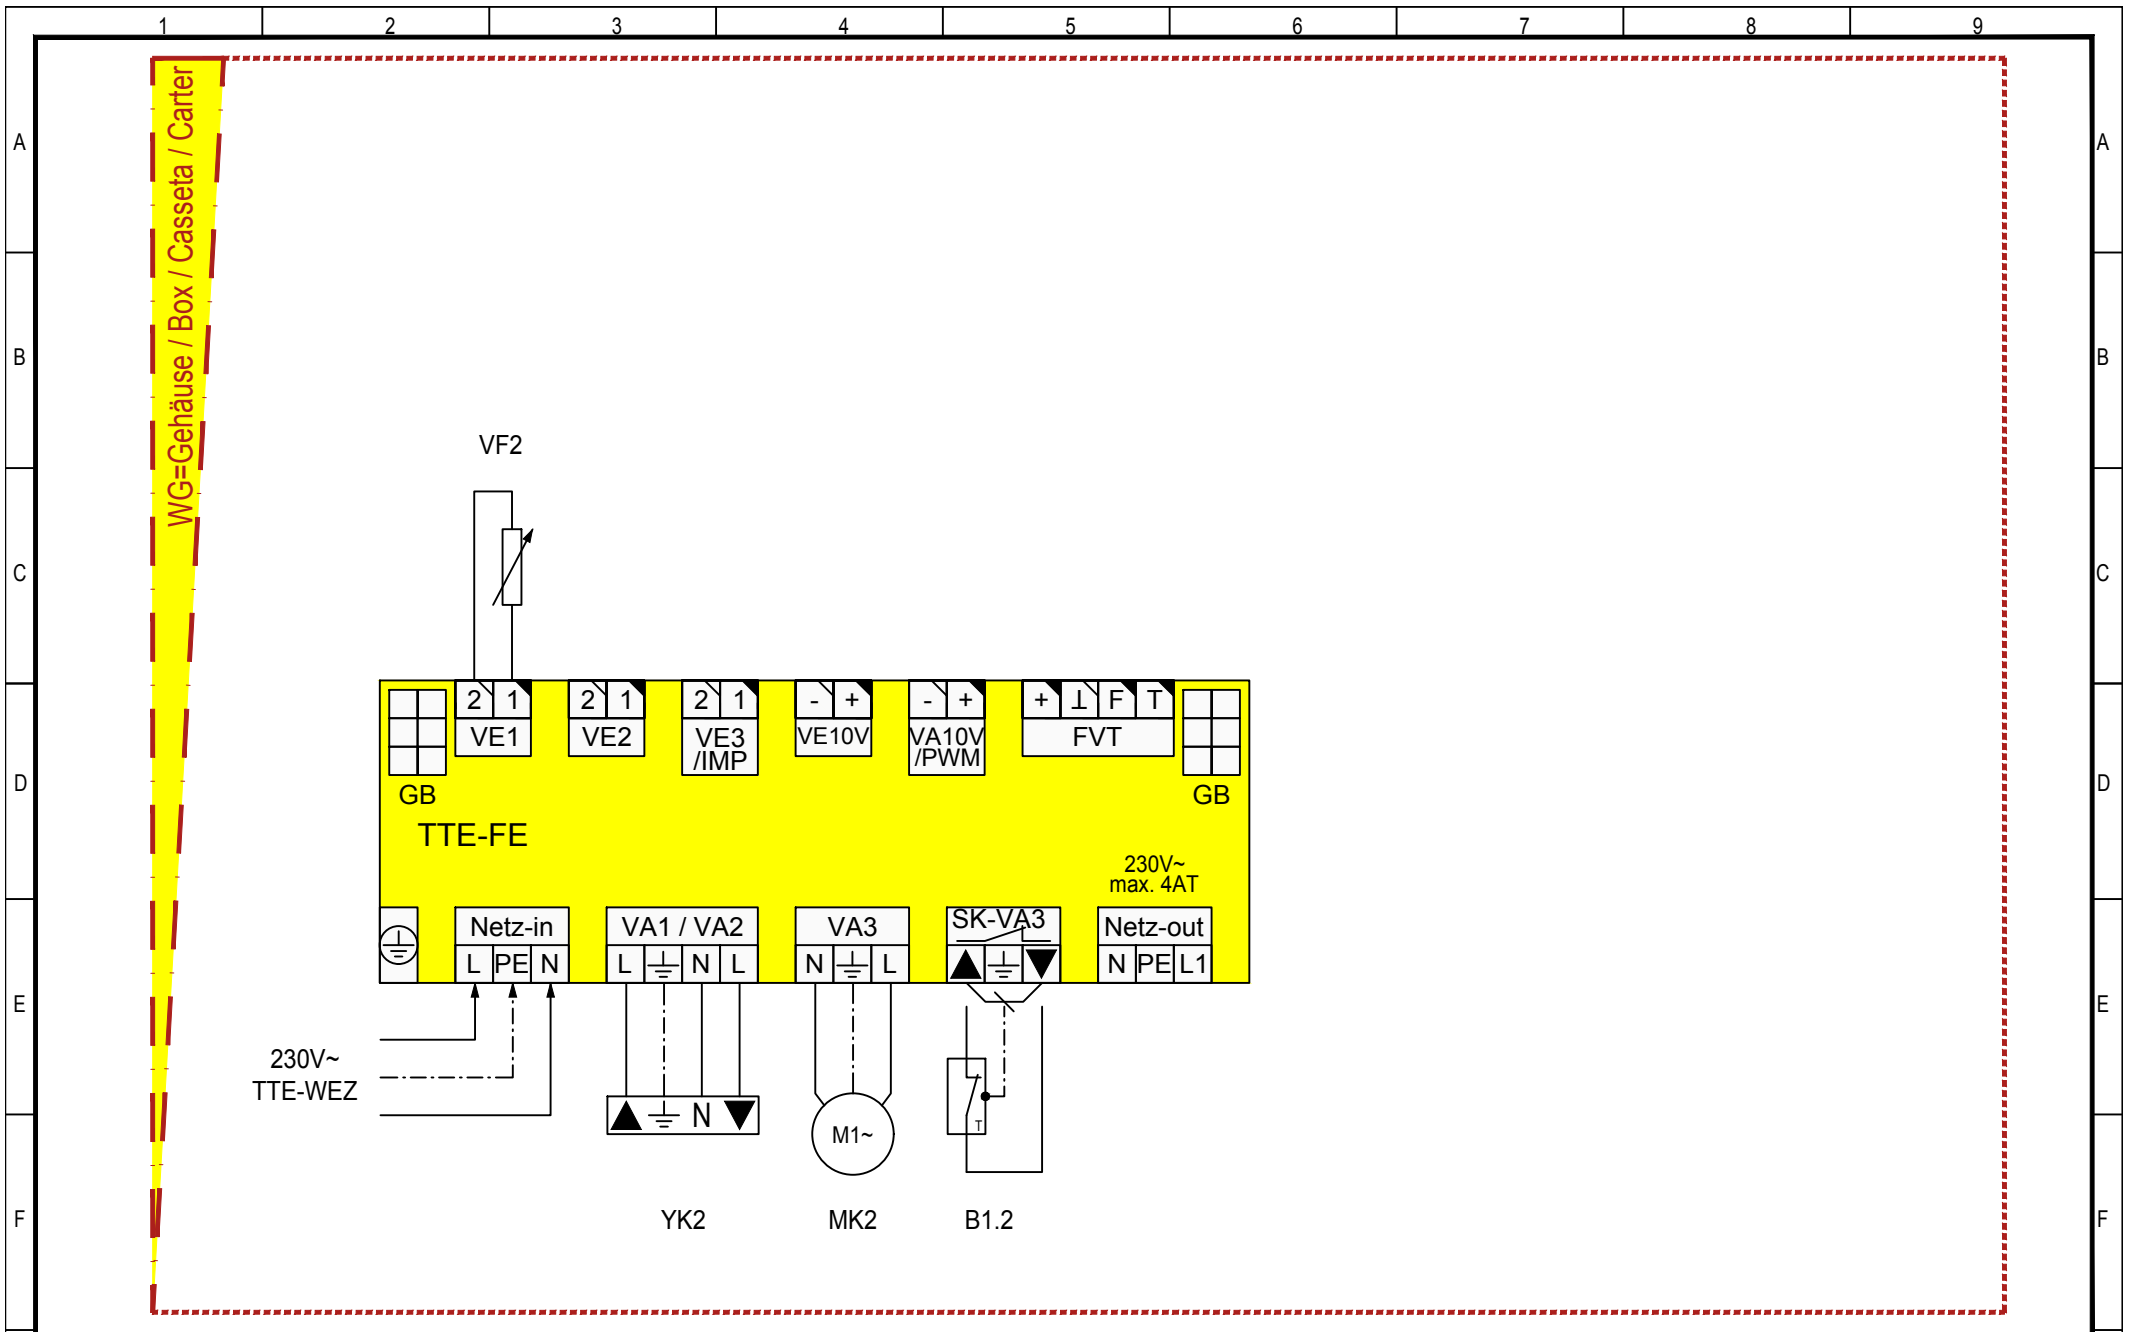 1 2 3 4 5 6 7 8 9
A A
WG=Gehäuse / Box / Casseta / Carter
B B
VF2
C C
2 1 2 1 2 1 - + - + + ⊥ F T
VE1 VE2 VE3 VE10V VA10V FVT
/IMP /PWM
D D
GB GB
TTE-FE
230V~
max. 4AT
Netz-in VA1 / VA2 VA3 SK-VA3 Netz-out
L PE N L N L N L N PE L1
E E
230V~
TTE-WEZ
N
M1~
T
F F
YK2 MK2 B1.2